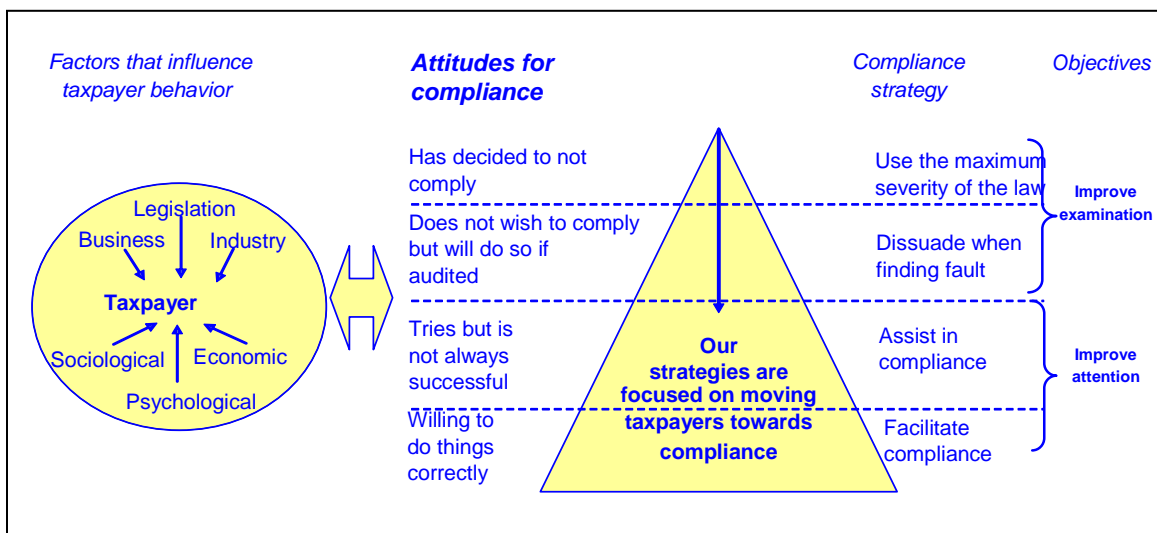 Factors that influence
taxpayer behavior
Attitudes for
compliance
Compliance
strategy
Objectives
Legislation
Business
Industry
Taxpayer
Sociological
Economic
Psychological
Has decided to not
comply
Does not wish to comply
but will do so if
audited
Tries but is
not always
successful
Willing to
do things
correctly
Our
strategies are
focused on moving
taxpayers towards
compliance
Use the maximum
severity of the law
Dissuade when
finding fault
Assist in
compliance
Facilitate
compliance
Improve
examination
Improve
attention